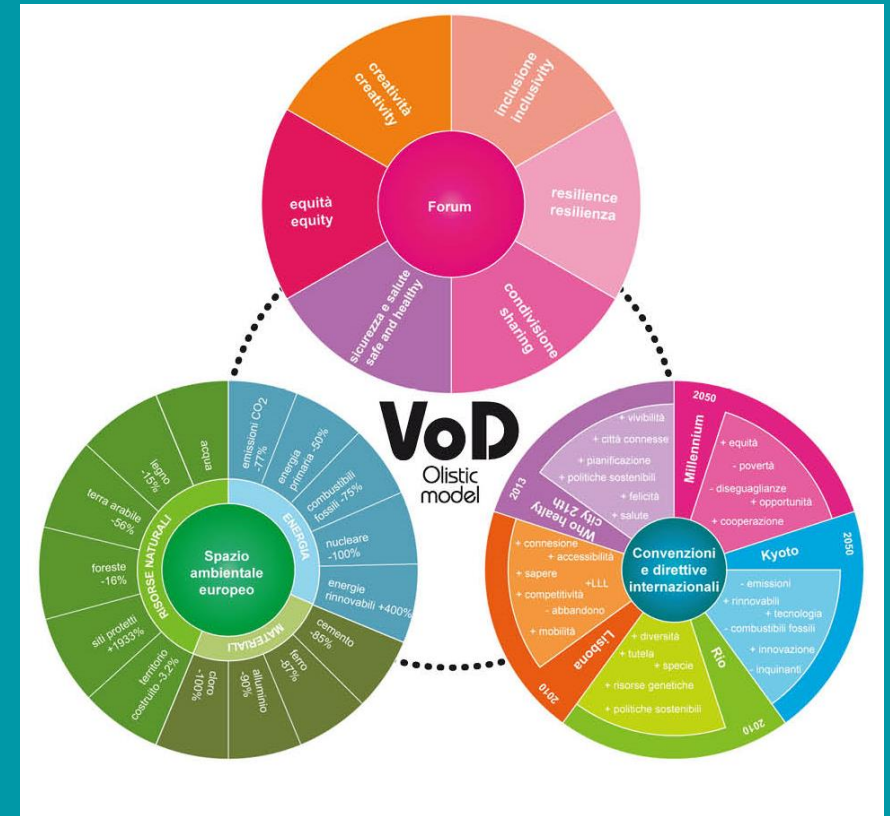 creatività
creativity
inclusione
inclusivity
resilience
resilienza
condivisione
sharing
sicurezza e salute
safe and healthy
equità
equity
Forum
VoD
Olistic
model
emissioni CO2
-77%
energia
primaria -50%
combustibili
fossili -75%
nucleare
-100%
energie
rinnovabili +400%
cemento
-85%
ferro
-87%
alluminio
-90%
cloro
-100%
territorio
costruito -3.2%
siti protetti
+1933%
foreste
-16%
terra arabile
-56%
legno
-15%
acqua
ENERGIA
MATERIALI
RISORSE NATURALI
Spazio
ambientale
europeo
2050
Millennium
+ equità
- povertà
- diseguaglianze
+ opportunità
+ cooperazione
2050
Kyoto
- emissioni
+ rinnovabili
+ tecnologia
- combustibili fossili
+ innovazione
- inquinanti
2010
Rio
+ diversità
+ tutela
+ specie
+ risorse genetiche
+ politiche sostenibili
2010
Lisbona
+ connesione
+ accessibilità
+ sapere
+LLL
+ competitività
- abbandono
+ mobilità
2013
Who healty
city 21th
+ vivibilità
+ città connesse
+ pianificazione
+ politiche sostenibili
+ felicità
+ salute
Convenzioni
e direttive
internazionali